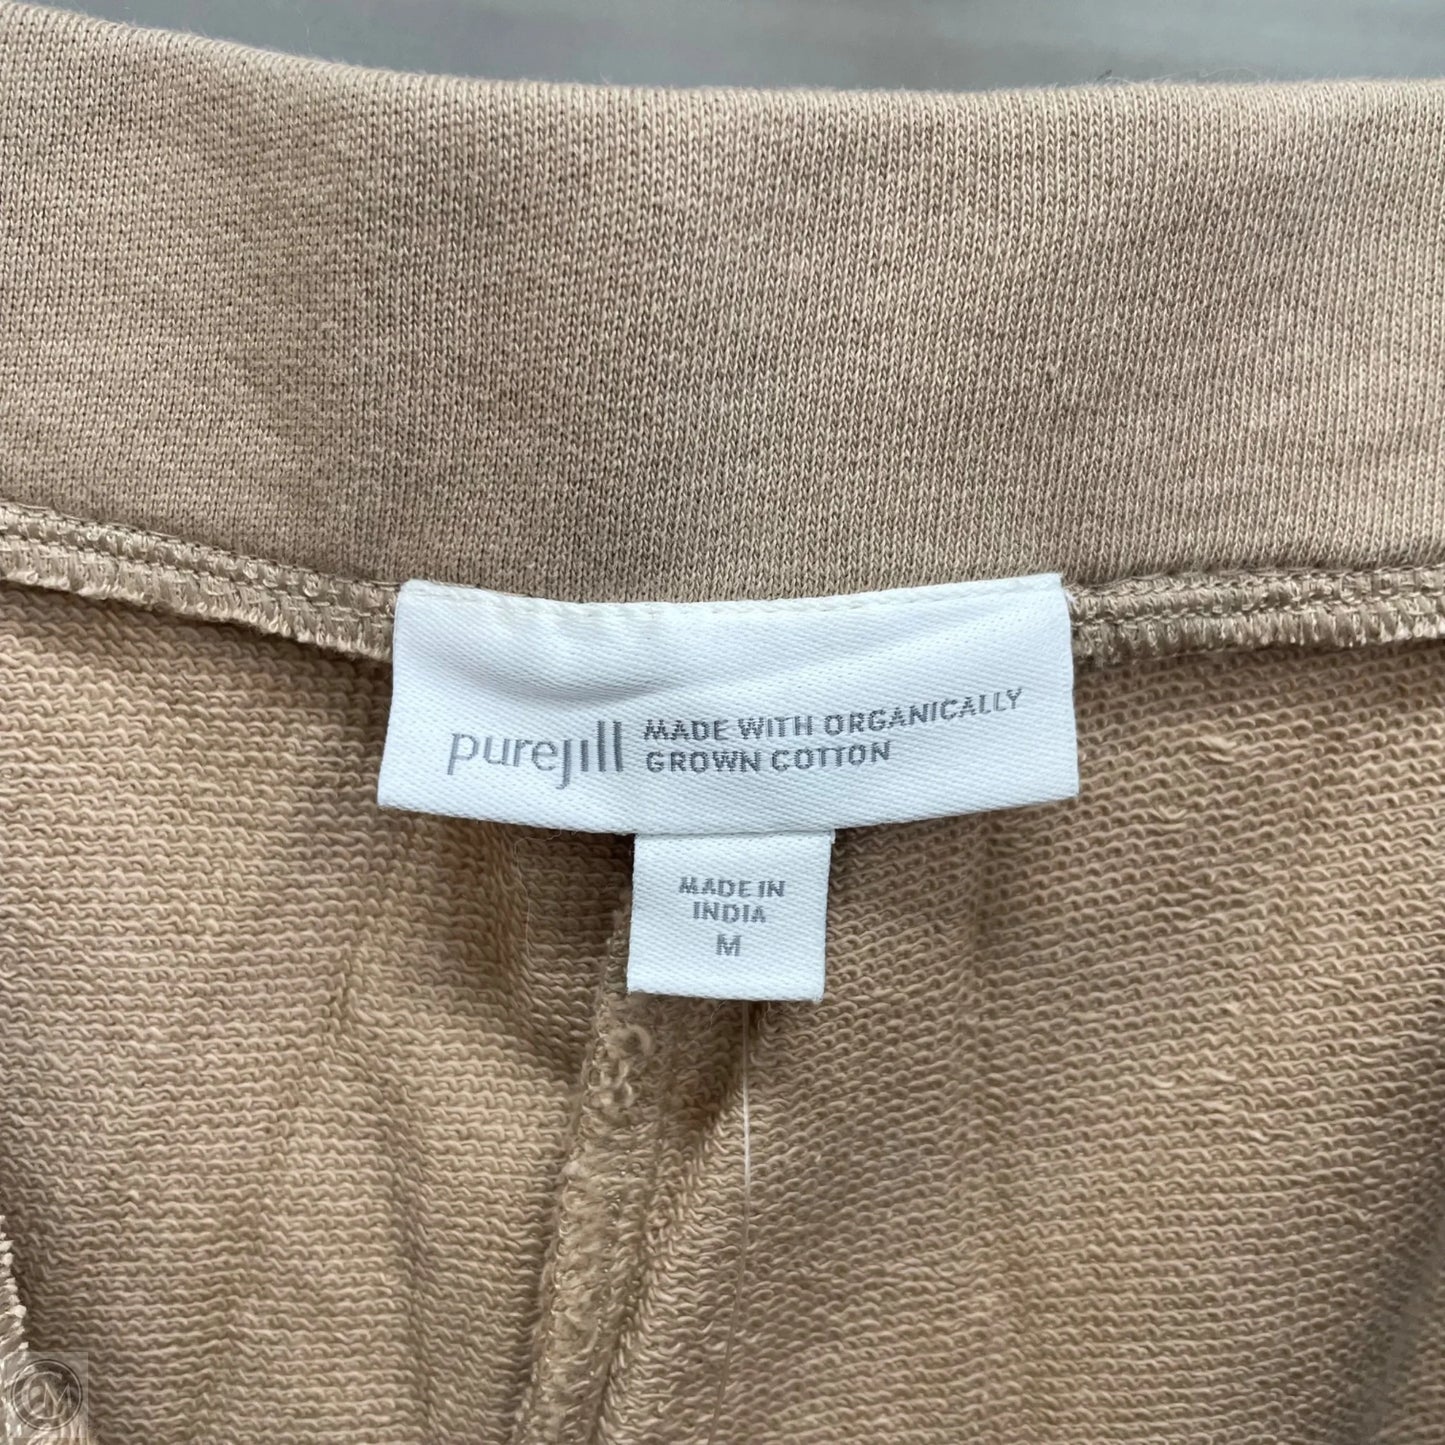 purejill MADE WITH ORGANICALLY
GROWN COTTON
MADE IN
INDIA
M